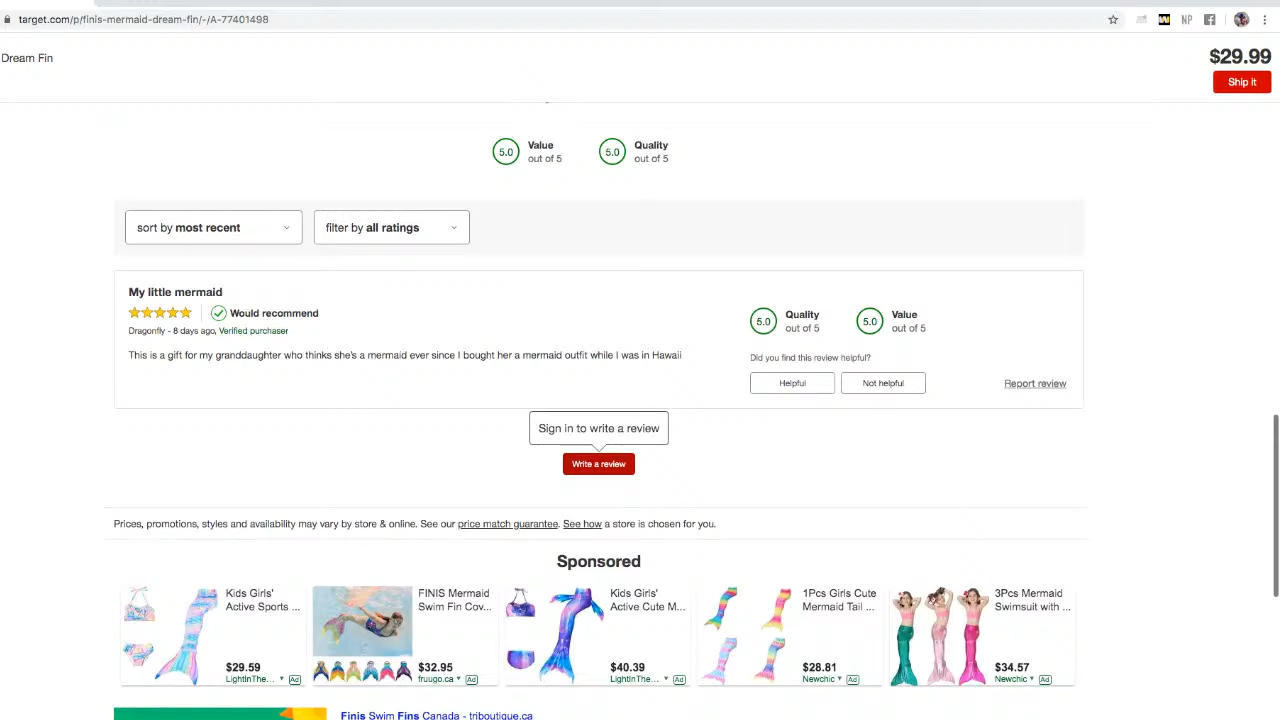 target.com/p/finis-mermaid-dream-fin/-/A-77401498
NP
Dream Fin
$29.99
Ship it
5.0 Value out of 5
5.0 Quality out of 5
sort by most recent
filter by all ratings
My little mermaid
Would recommend
Dragonfly - 8 days ago, Verified purchaser
This is a gift for my granddaughter who thinks she's a mermaid ever since I bought her a mermaid outfit while I was in Hawaii
5.0 Quality out of 5
5.0 Value out of 5
Did you find this review helpful?
Helpful
Not helpful
Report review
Sign in to write a review
Write a review
Prices, promotions, styles and availability may vary by store & online. See our price match guarantee. See how a store is chosen for you.
Sponsored
Kids Girls'
Active Sports ...
$29.59
LightInThe... Ad
FINIS Mermaid
Swim Fin Cov...
$32.95
fruugo.ca Ad
Kids Girls'
Active Cute M...
$40.39
LightInThe... Ad
1Pcs Girls Cute
Mermaid Tail ...
$28.81
Newchic Ad
3Pcs Mermaid
Swimsuit with ...
$34.57
Newchic Ad
Finis Swim Fins Canada - triboutique.ca